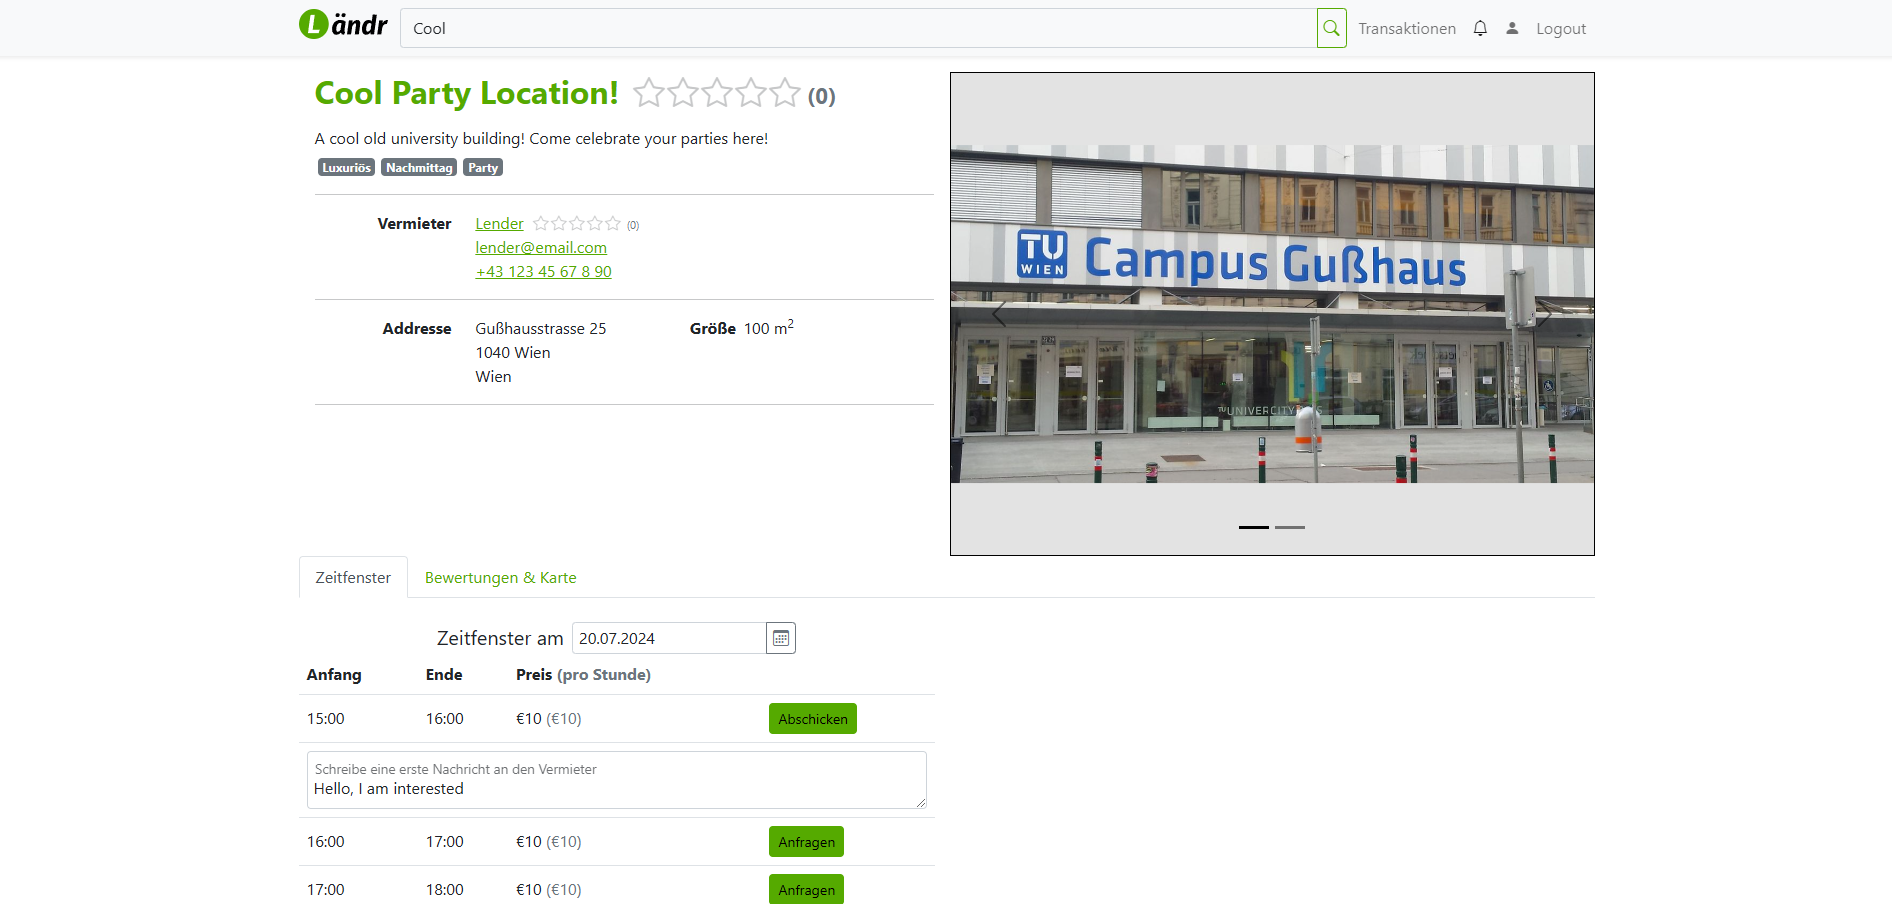 Ländr
Cool
Transaktionen
Logout
Cool Party Location! (0)
A cool old university building! Come celebrate your parties here!
Luxuriös Nachmittag Party
Vermieter Lender (0)
lender@email.com
+43 123 45 67 8 90
Addresse Gußhausstrasse 25 Größe 100 m²
1040 Wien
Wien
TU
WIEN
Campus Gußhaus
TU UNIVERCITY
Zeitfenster Bewertungen & Karte
Zeitfenster am 20.07.2024
Anfang Ende Preis (pro Stunde)
15:00 16:00 €10 (€10) Abschicken
Schreibe eine erste Nachricht an den Vermieter
Hello, I am interested
16:00 17:00 €10 (€10) Anfragen
17:00 18:00 €10 (€10) Anfragen